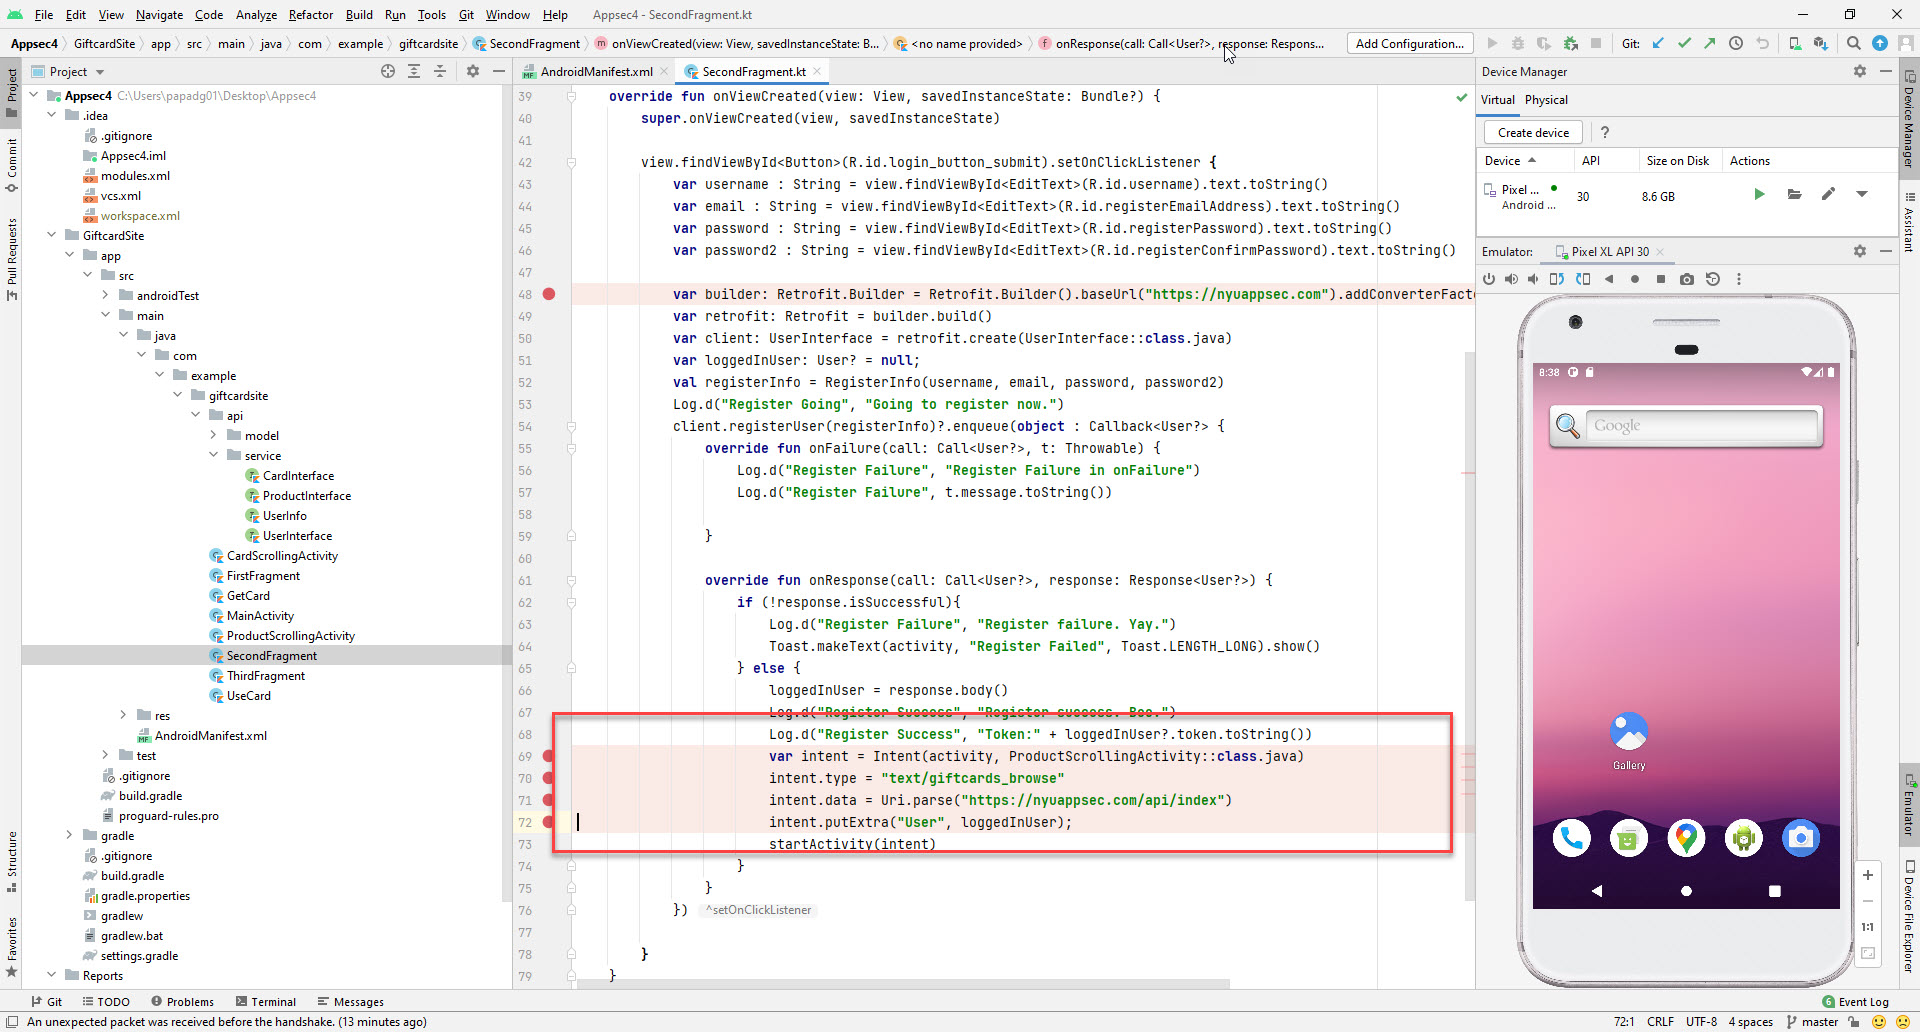 File Edit View Navigate Code Analyze Refactor Build Run Tools Git Window Help Appsec4 - SecondFragment.kt
Appsec4 GiftcardSite app src main java com example giftcardsite SecondFragment onViewCreated(view: View, savedInstanceState: B... <no name provided> onResponse(call: Call<User?>, response: Respons... Add Configuration... Git:
Project
AndroidManifest.xml
SecondFragment.kt
Device Manager
Virtual Physical
Create device ?
Device API Size on Disk Actions
Pixel ... 30 8.6 GB
Android ...
Emulator: Pixel XL API 30
8:38
Google
Gallery
1:1
Project
Commit
Pull Requests
Structure
Favorites
Appsec4 C:\Users\papadg01\Desktop\Appsec4
.idea
.gitignore
Appsec4.iml
modules.xml
vcs.xml
workspace.xml
GiftcardSite
app
src
androidTest
main
java
com
example
giftcardsite
api
model
service
CardInterface
ProductInterface
UserInfo
UserInterface
CardScrollingActivity
FirstFragment
GetCard
MainActivity
ProductScrollingActivity
SecondFragment
ThirdFragment
UseCard
res
AndroidManifest.xml
test
.gitignore
build.gradle
proguard-rules.pro
gradle
.gitignore
build.gradle
gradle.properties
gradlew
gradlew.bat
settings.gradle
Reports
39 override fun onViewCreated(view: View, savedInstanceState: Bundle?) {
40 super.onViewCreated(view, savedInstanceState)
41
42 view.findViewById<Button>(R.id.login_button_submit).setOnClickListener {
43 var username : String = view.findViewById<EditText>(R.id.username).text.toString()
44 var email : String = view.findViewById<EditText>(R.id.registerEmailAddress).text.toString()
45 var password : String = view.findViewById<EditText>(R.id.registerPassword).text.toString()
46 var password2 : String = view.findViewById<EditText>(R.id.registerConfirmPassword).text.toString()
47
48 var builder: Retrofit.Builder = Retrofit.Builder().baseUrl("https://nyuappsec.com").addConverterFact
49 var retrofit: Retrofit = builder.build()
50 var client: UserInterface = retrofit.create(UserInterface::class.java)
51 var loggedInUser: User? = null;
52 val registerInfo = RegisterInfo(username, email, password, password2)
53 Log.d("Register Going", "Going to register now.")
54 client.registerUser(registerInfo)?.enqueue(object : Callback<User?> {
55 override fun onFailure(call: Call<User?>, t: Throwable) {
56 Log.d("Register Failure", "Register Failure in onFailure")
57 Log.d("Register Failure", t.message.toString())
58
59 }
60
61 override fun onResponse(call: Call<User?>, response: Response<User?>) {
62 if (!response.isSuccessful){
63 Log.d("Register Failure", "Register failure. Yay.")
64 Toast.makeText(activity, "Register Failed", Toast.LENGTH_LONG).show()
65 } else {
66 loggedInUser = response.body()
67 Log.d("Register Success", "Register success. Boo.")
68 Log.d("Register Success", "Token:" + loggedInUser?.token.toString())
69 var intent = Intent(activity, ProductScrollingActivity::class.java)
70 intent.type = "text/giftcards_browse"
71 intent.data = Uri.parse("https://nyuappsec.com/api/index")
72 intent.putExtra("User", loggedInUser);
73 startActivity(intent)
74 }
75 }
76 }) ^setOnClickListener
77
78 }
79 }
Device Manager
Assistant
Emulator
Device File Explorer
Git TODO Problems Terminal Messages 6 Event Log
An unexpected packet was received before the handshake. (13 minutes ago) 72:1 CRLF UTF-8 4 spaces master